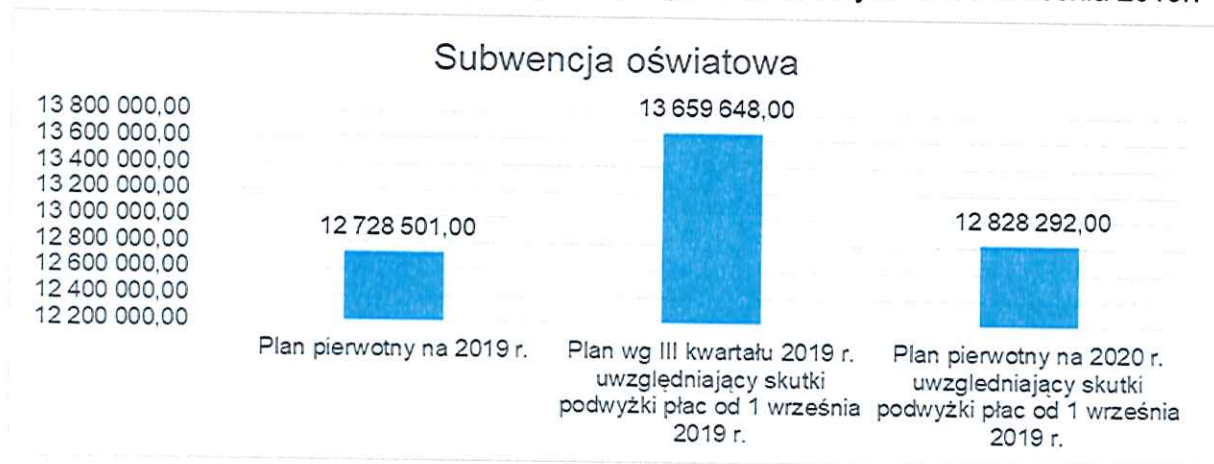 Subwencja oświatowa
13 800 000,00
13 600 000,00
13 400 000,00
13 200 000,00
13 000 000,00
12 800 000,00
12 600 000,00
12 400 000,00
12 200 000,00
12 728 501,00
13 659 648,00
12 828 292,00
Plan pierwotny na 2019 r.
Plan wg III kwartału 2019 r.
uwzględniający skutki
podwyżki płac od 1 września
2019 r.
Plan pierwotny na 2020 r.
uwzględniający skutki
podwyżki płac od 1 września
2019 r.